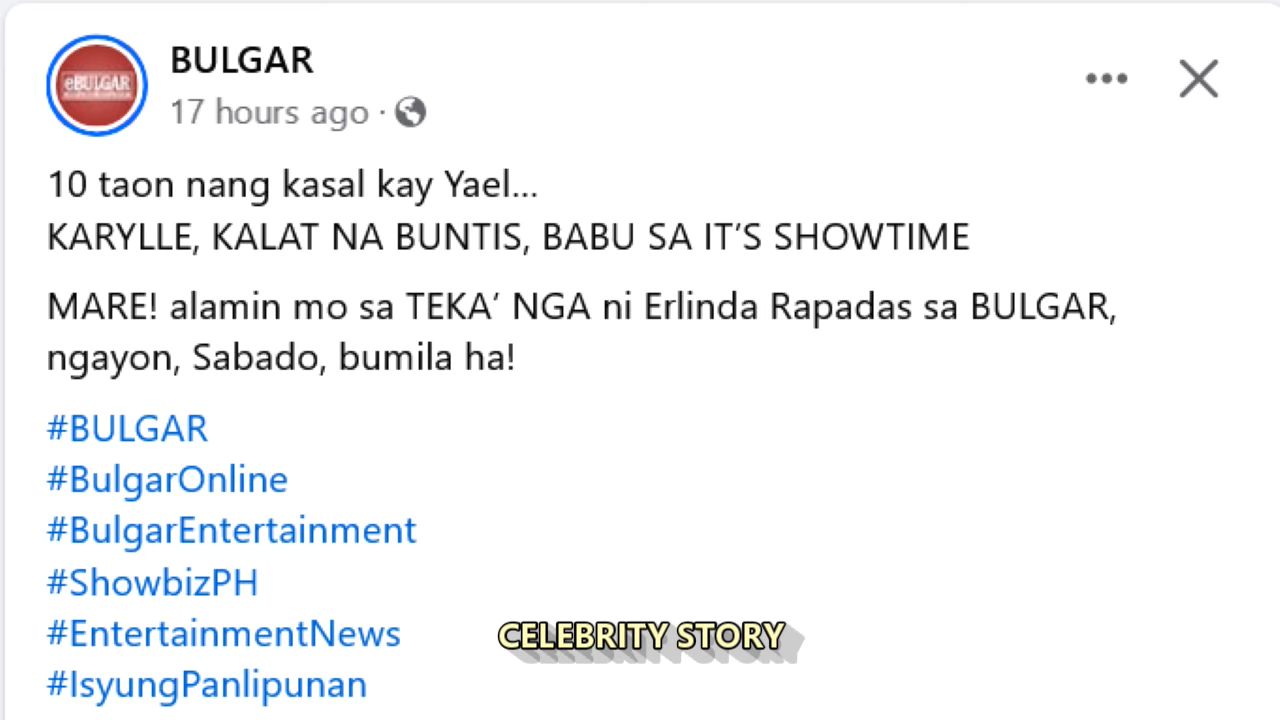 eBULGAR
BULGAR
17 hours ago ·
10 taon nang kasal kay Yael...
KARYLLE, KALAT NA BUNTIS, BABU SA IT’S SHOWTIME
MARE! alamin mo sa TEKA’ NGA ni Erlinda Rapadas sa BULGAR,
ngayon, Sabado, bumila ha!
#BULGAR
#BulgarOnline
#BulgarEntertainment
#ShowbizPH
#EntertainmentNews
CELEBRITY STORY
#IsyungPanlipunan